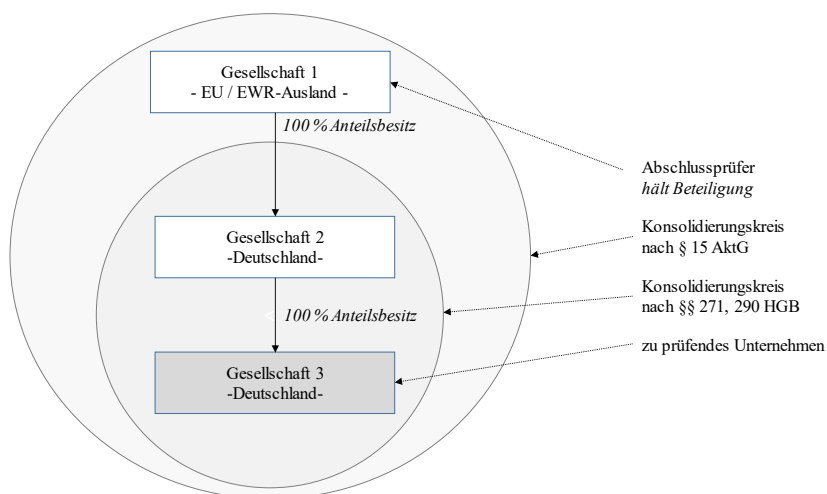 Gesellschaft 1
- EU / EWR-Ausland -
100 % Anteilsbesitz
Abschlussprüfer
hält Beteiligung
Gesellschaft 2
-Deutschland-
Konsolidierungskreis
nach § 15 AktG
Konsolidierungskreis
nach §§ 271, 290 HGB
100 % Anteilsbesitz
zu prüfendes Unternehmen
Gesellschaft 3
-Deutschland-